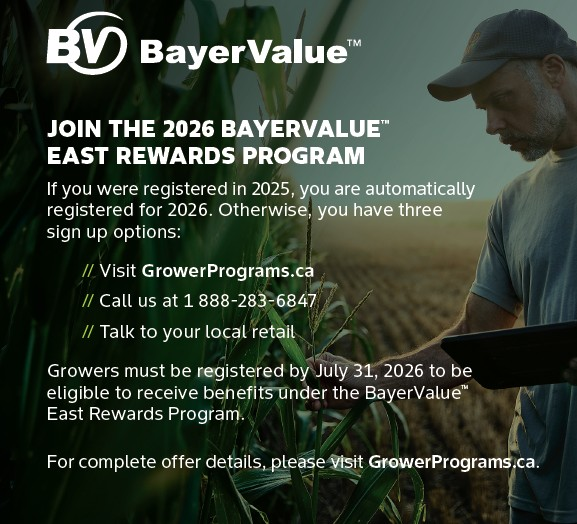 BV BayerValue™
JOIN THE 2026 BAYERVALUE™
EAST REWARDS PROGRAM
If you were registered in 2025, you are automatically
registered for 2026. Otherwise, you have three
sign up options:
// Visit GrowerPrograms.ca
// Call us at 1 888-283-6847
// Talk to your local retail
Growers must be registered by July 31, 2026 to be
eligible to receive benefits under the BayerValue™
East Rewards Program.
For complete offer details, please visit GrowerPrograms.ca.